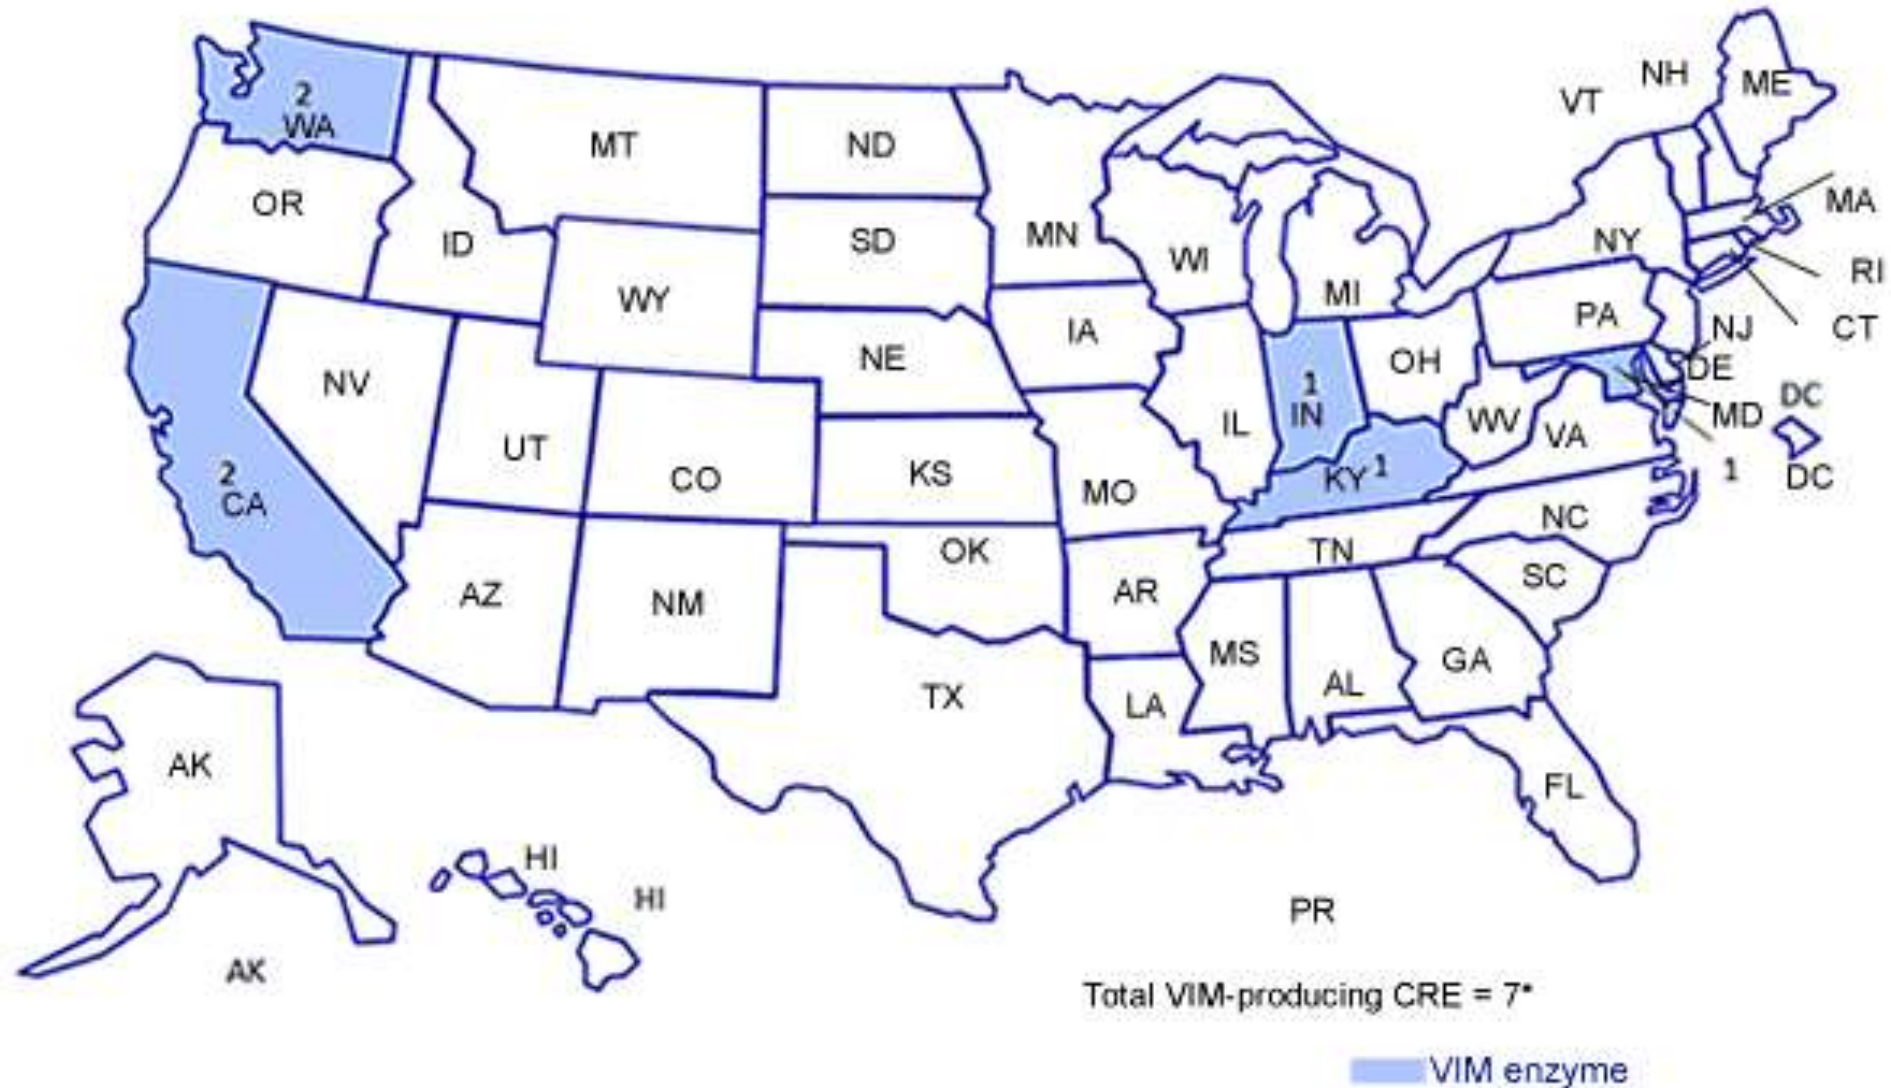 NH
ME
VT
2
WA
MT
ND
OR
MA
ID
SD
MN
NY
WI
RI
WY
MI
PA
IA
NJ
CT
NE
OH
DE
NV
1
IN
DC
MD
WV
VA
IL
UT
KS
KY 1
1
DC
CO
2
CA
MO
NC
OK
TN
SC
AZ
NM
AR
MS
GA
AL
TX
LA
AK
FL
HI
HI
PR
AK
Total VIM-producing CRE = 7*
VIM enzyme